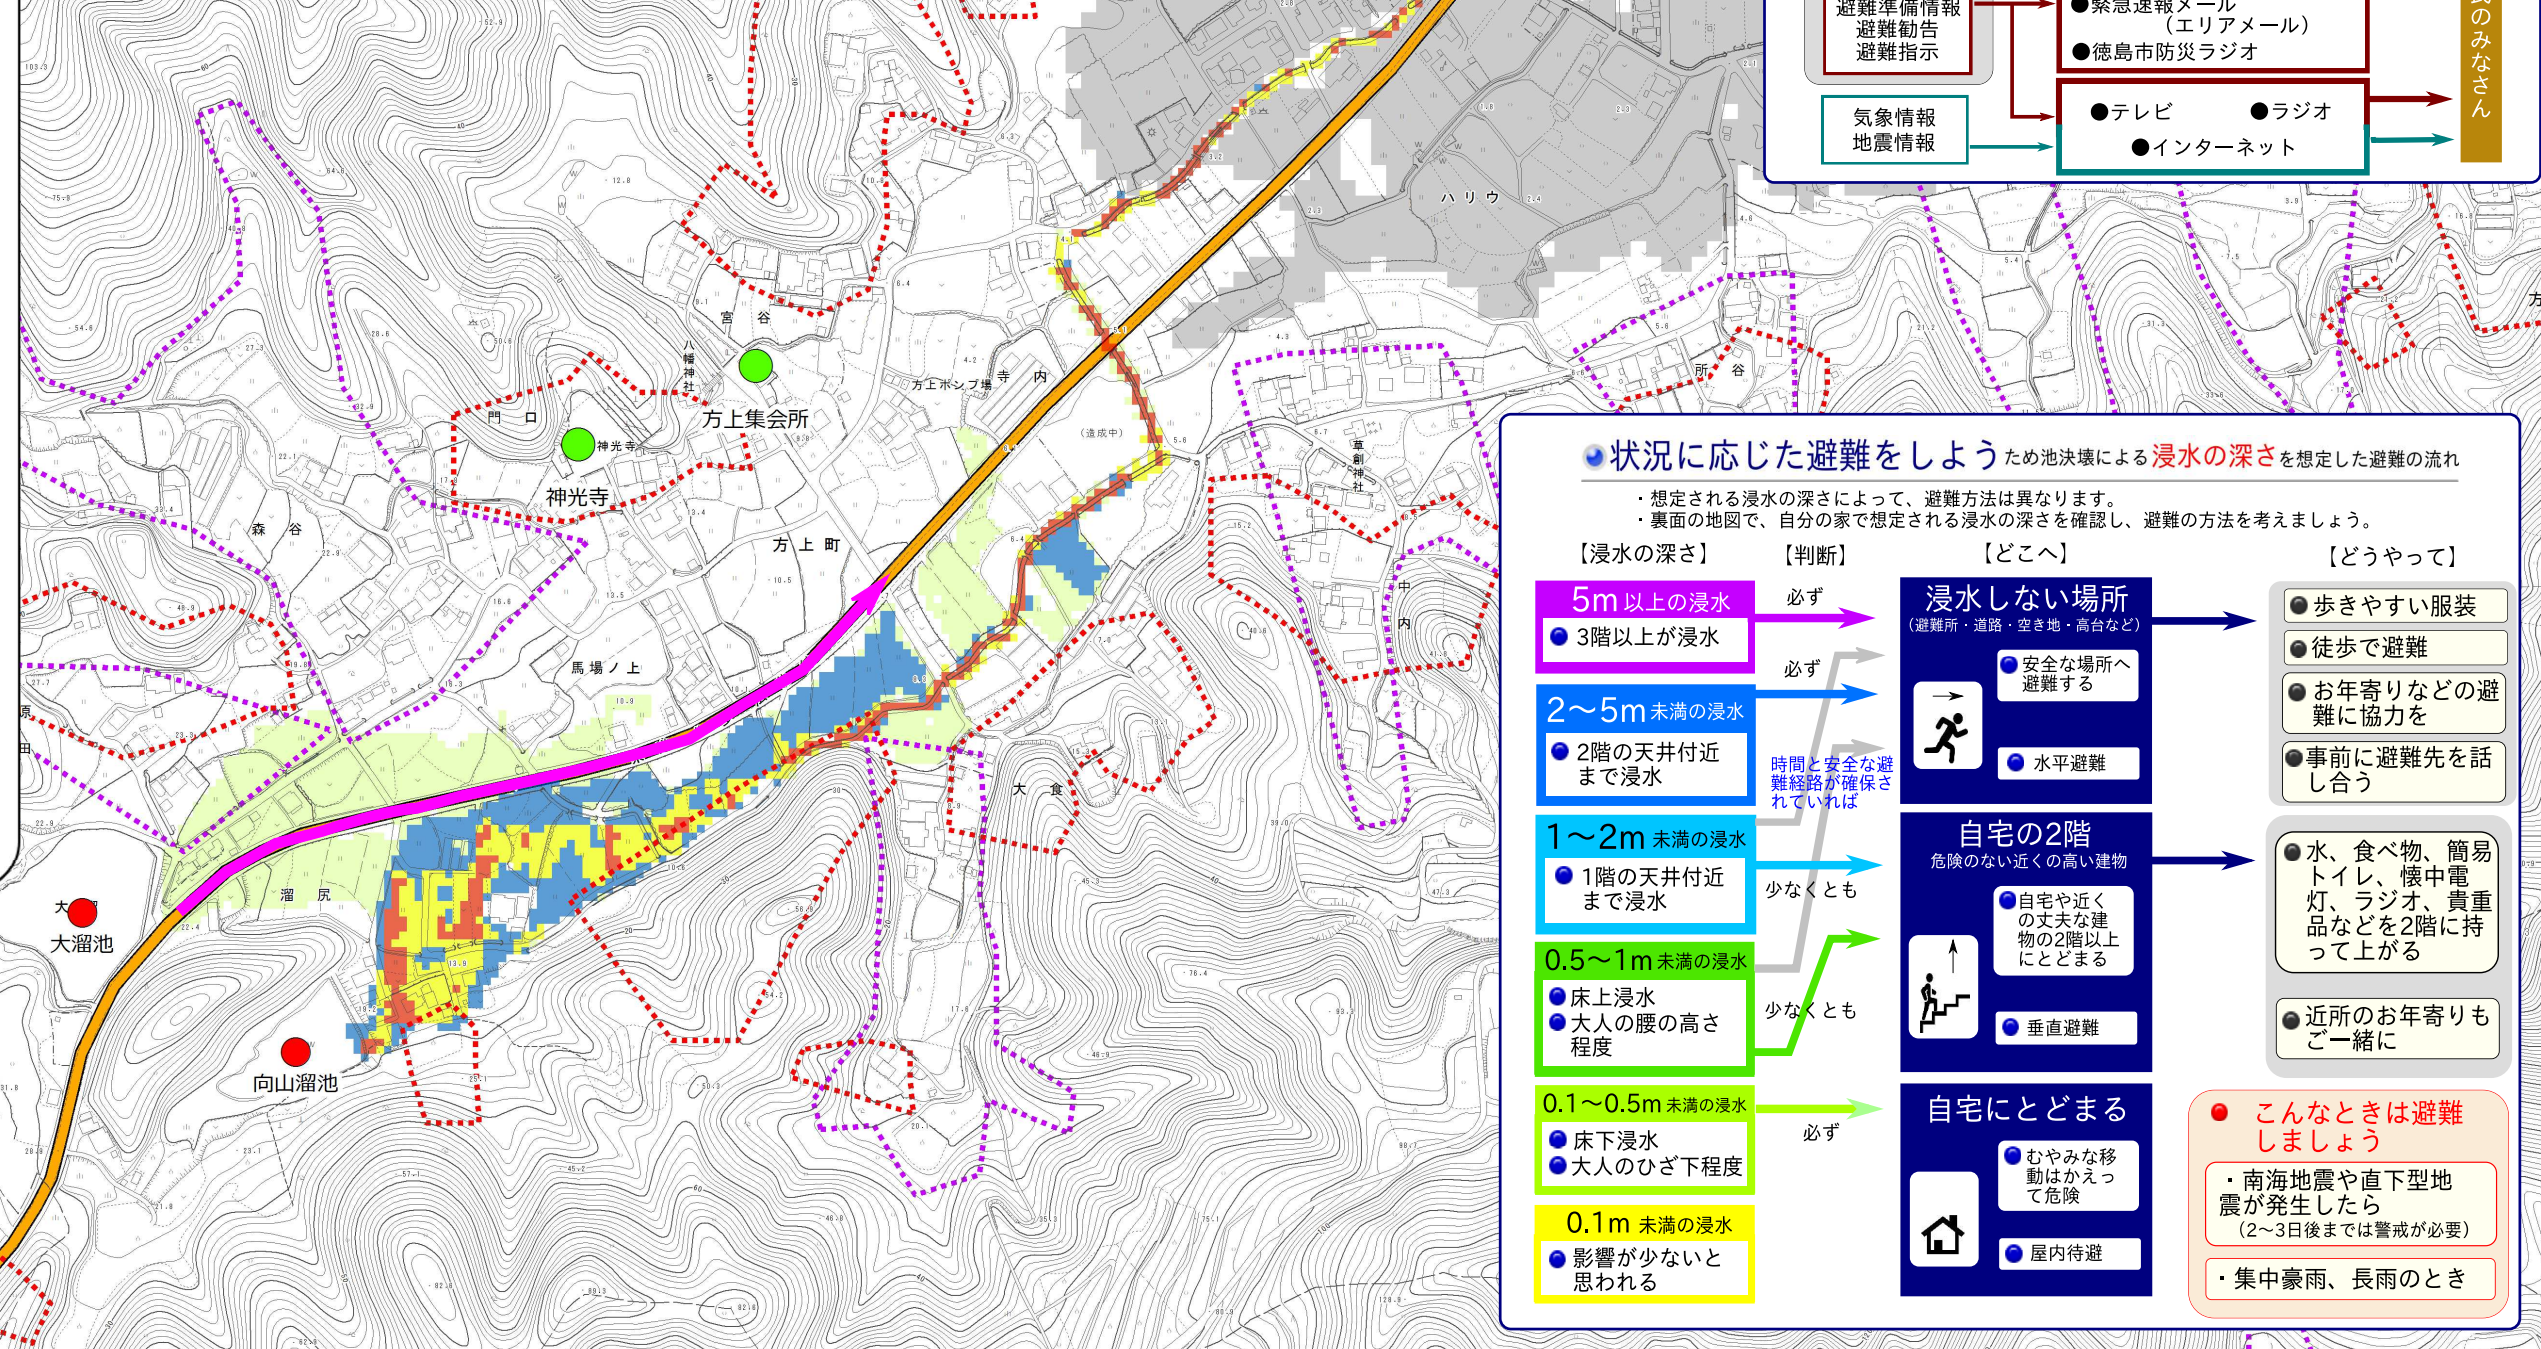 避難準備情報
避難勧告
避難指示
●緊急速報メール
（エリアメール）
●徳島市防災ラジオ
気象情報
地震情報
●テレビ　●ラジオ
●インターネット
のみなさん
ハリウ
宮谷
八幡神社
方上集会所
門口
神光寺
神光寺
方上ポンプ場
寺内
（造成中）
草創神社
所谷
森谷
方上町
中内
馬場ノ上
原田
大食
溜尻
大溜池
向山溜池
状況に応じた避難をしよう ため池決壊による浸水の深さを想定した避難の流れ
・想定される浸水の深さによって、避難方法は異なります。
・裏面の地図で、自分の家で想定される浸水の深さを確認し、避難の方法を考えましょう。
【浸水の深さ】 【判断】 【どこへ】 【どうやって】
5m以上の浸水
3階以上が浸水
必ず
2～5m未満の浸水
2階の天井付近
まで浸水
必ず
時間と安全な避
難経路が確保さ
れていれば
1～2m未満の浸水
1階の天井付近
まで浸水
少なくとも
0.5～1m未満の浸水
床上浸水
大人の腰の高さ
程度
少なくとも
0.1～0.5m未満の浸水
床下浸水
大人のひざ下程度
必ず
0.1m 未満の浸水
影響が少ないと
思われる
浸水しない場所
（避難所・道路・空き地・高台など）
安全な場所へ
避難する
水平避難
自宅の2階
危険のない近くの高い建物
自宅や近く
の丈夫な建
物の2階以上
にとどまる
垂直避難
自宅にとどまる
むやみな移
動はかえっ
て危険
屋内待避
歩きやすい服装
徒歩で避難
お年寄りなどの避
難に協力を
事前に避難先を話
し合う
水、食べ物、簡易
トイレ、懐中電
灯、ラジオ、貴重
品などを2階に持
って上がる
近所のお年寄りも
ご一緒に
こんなときは避難
しましょう
・南海地震や直下型地
震が発生したら
（2～3日後までは警戒が必要）
・集中豪雨、長雨のとき